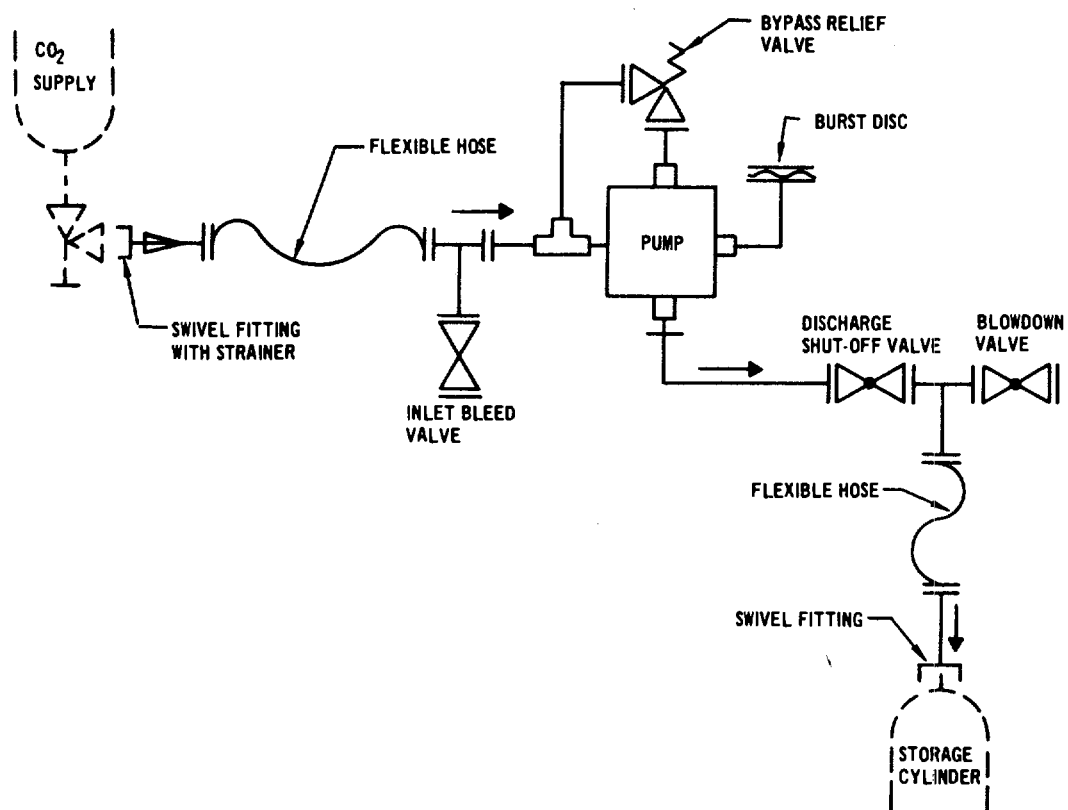 BYPASS RELIEF
VALVE
CO2
SUPPLY
BURST DISC
FLEXIBLE HOSE
PUMP
SWIVEL FITTING
WITH STRAINER
DISCHARGE
SHUT-OFF VALVE
BLOWDOWN
VALVE
INLET BLEED
VALVE
FLEXIBLE HOSE
SWIVEL FITTING
STORAGE
CYLINDER